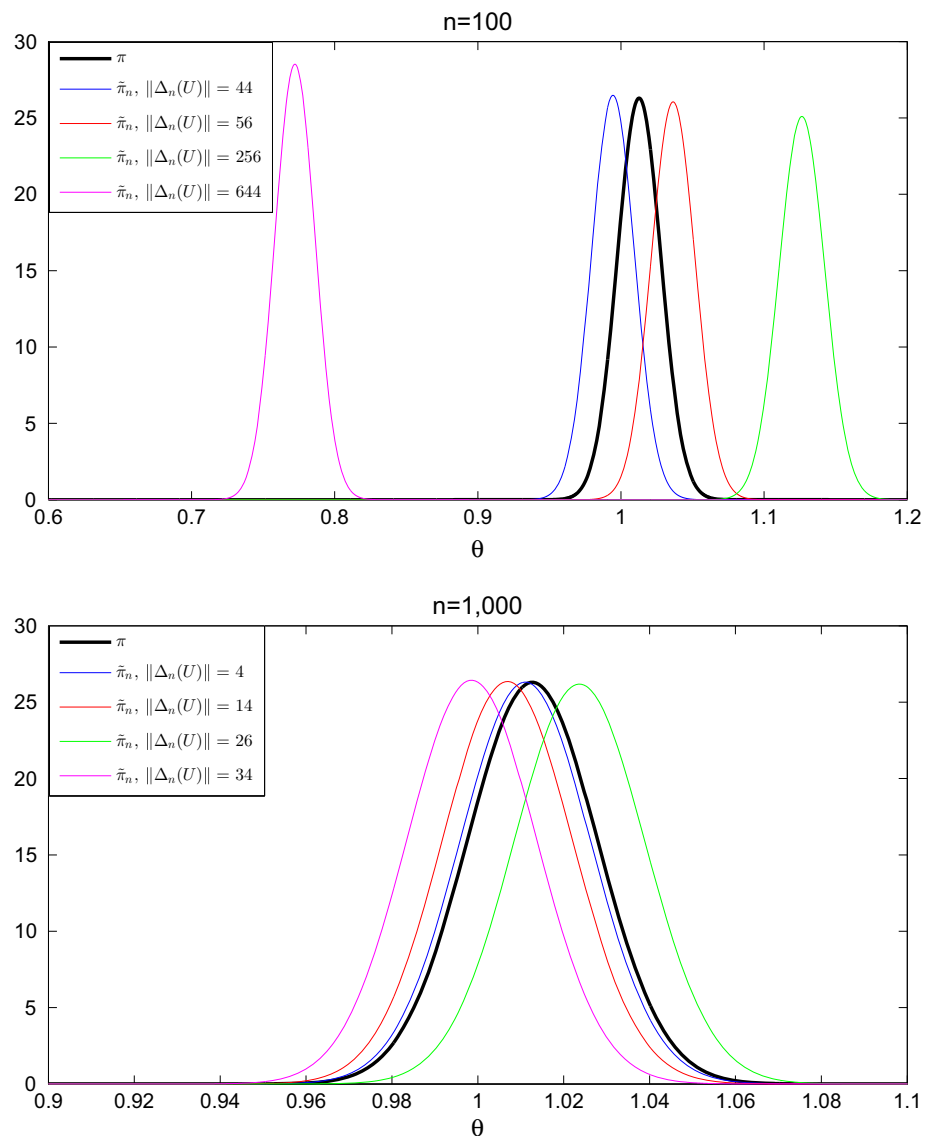 n=100
30
25
20
15
10
5
0
π
π̃ₙ, ‖Δₙ(U)‖ = 44
π̃ₙ, ‖Δₙ(U)‖ = 56
π̃ₙ, ‖Δₙ(U)‖ = 256
π̃ₙ, ‖Δₙ(U)‖ = 644
0.6 0.7 0.8 0.9 1 1.1 1.2
θ
n=1,000
30
25
20
15
10
5
0
π
π̃ₙ, ‖Δₙ(U)‖ = 4
π̃ₙ, ‖Δₙ(U)‖ = 14
π̃ₙ, ‖Δₙ(U)‖ = 26
π̃ₙ, ‖Δₙ(U)‖ = 34
0.9 0.92 0.94 0.96 0.98 1 1.02 1.04 1.06 1.08 1.1
θ